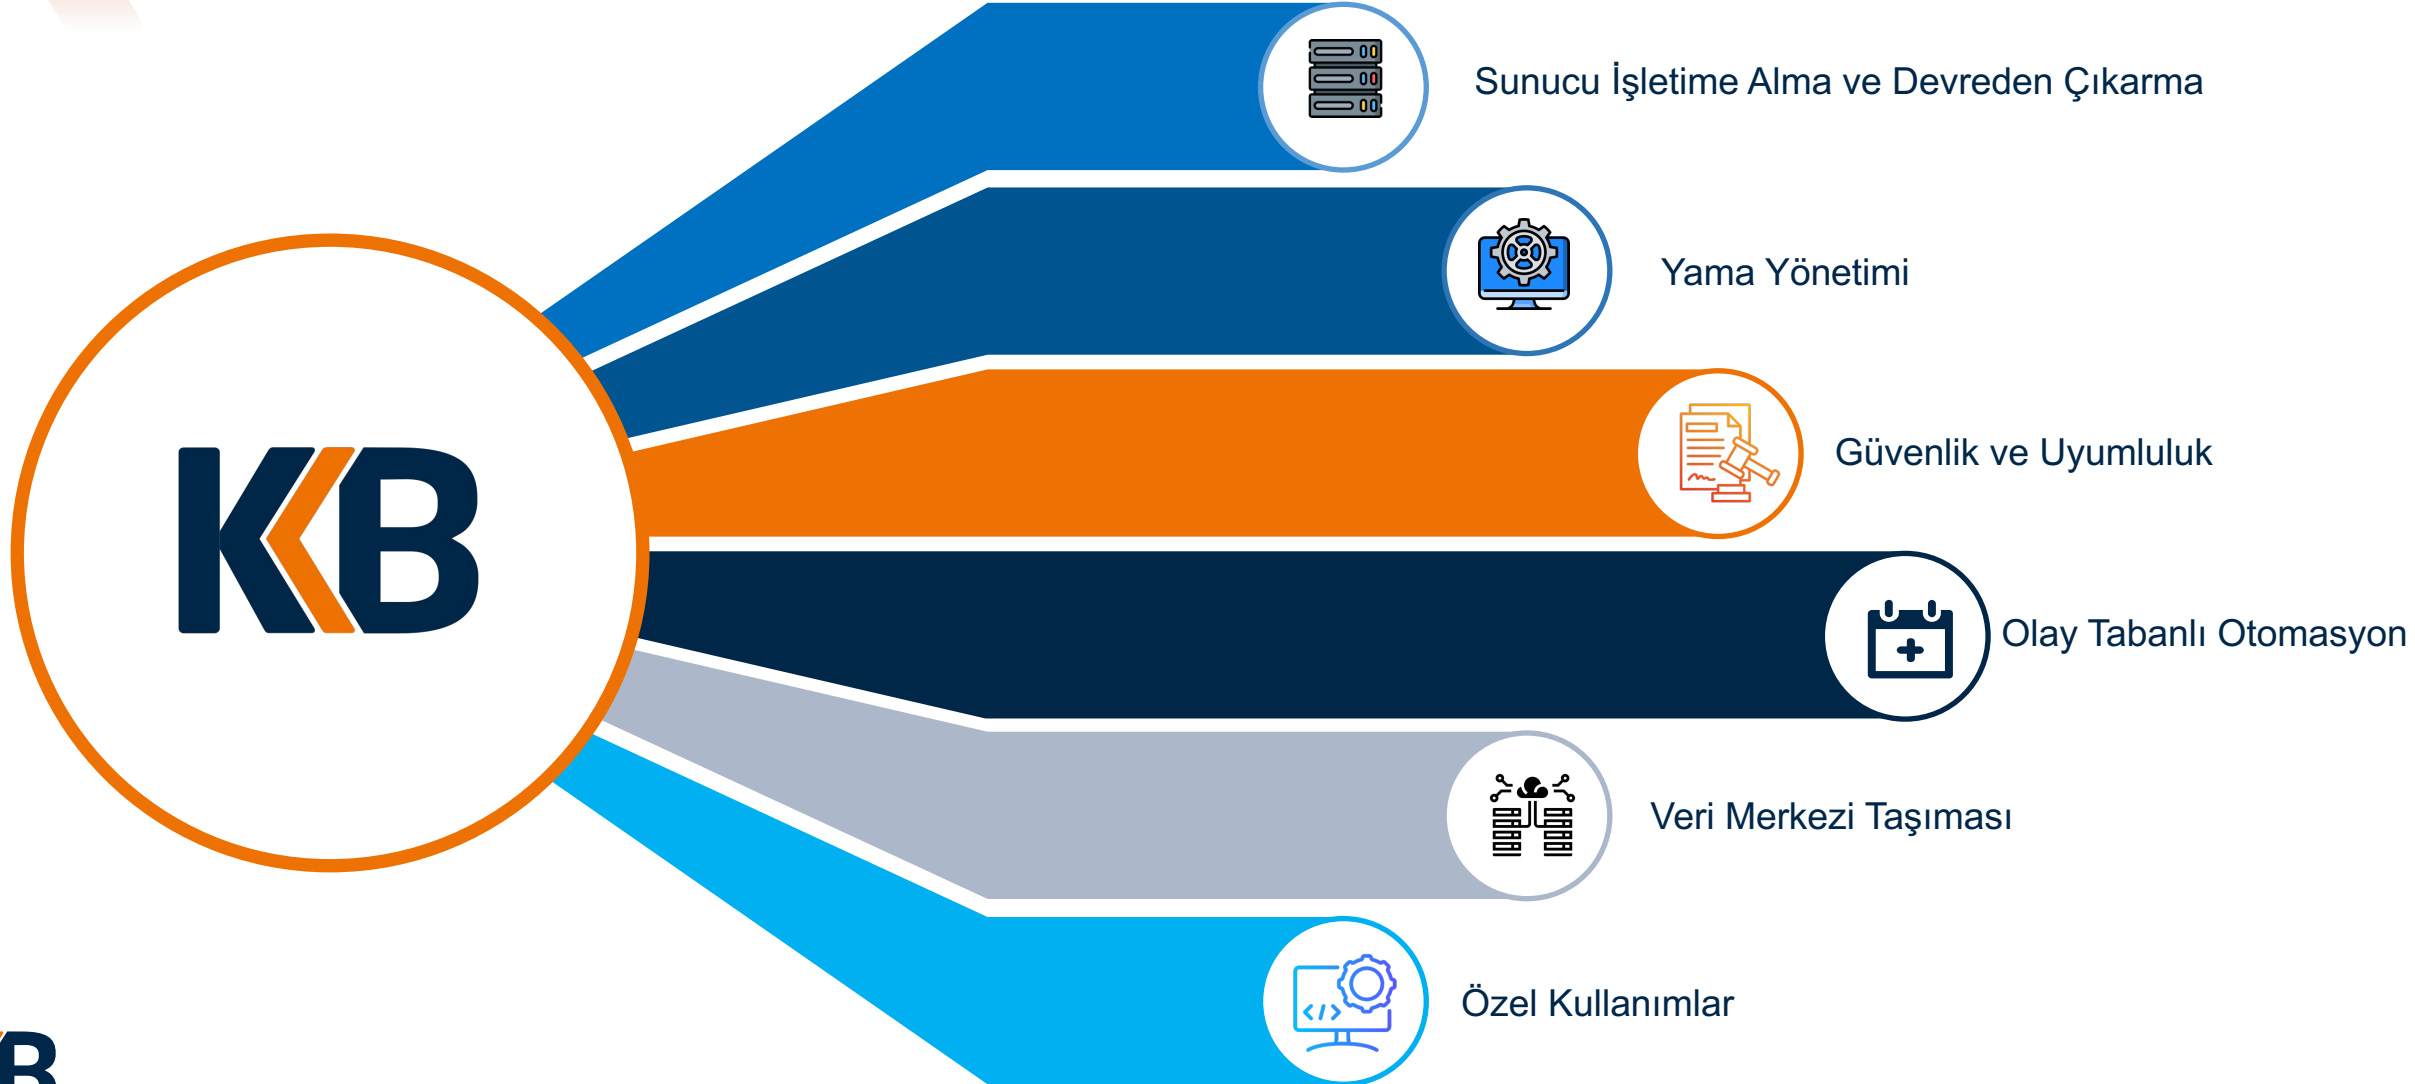 Sunucu İşletime Alma ve Devreden Çıkarma
Yama Yönetimi
Güvenlik ve Uyumluluk
KKB
Olay Tabanlı Otomasyon
Veri Merkezi Taşıması
Özel Kullanımlar
B